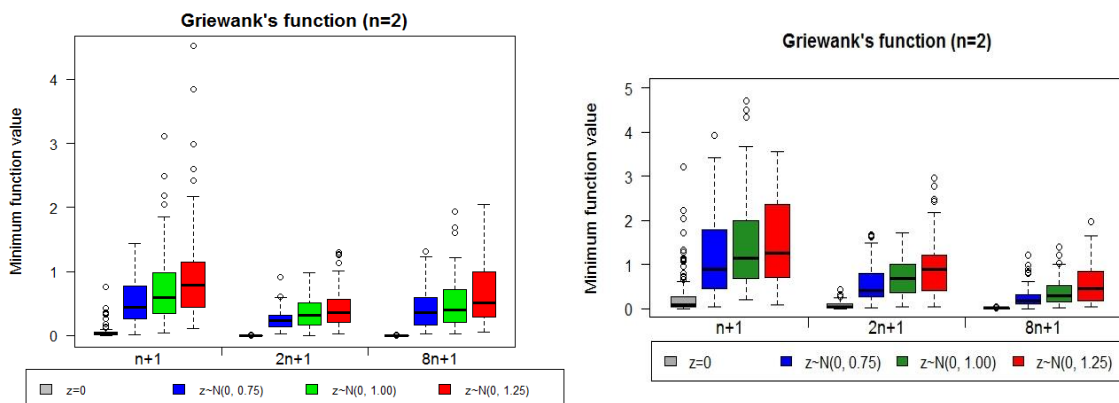 Griewank's function (n=2)
Minimum function value
4
3
2
1
0
n+1 2n+1 8n+1
z=0 z~N(0, 0.75) z~N(0, 1.00) z~N(0, 1.25)
Griewank's function (n=2)
Minimum function value
5
4
3
2
1
0
n+1 2n+1 8n+1
z=0 z~N(0, 0.75) z~N(0, 1.00) z~N(0, 1.25)